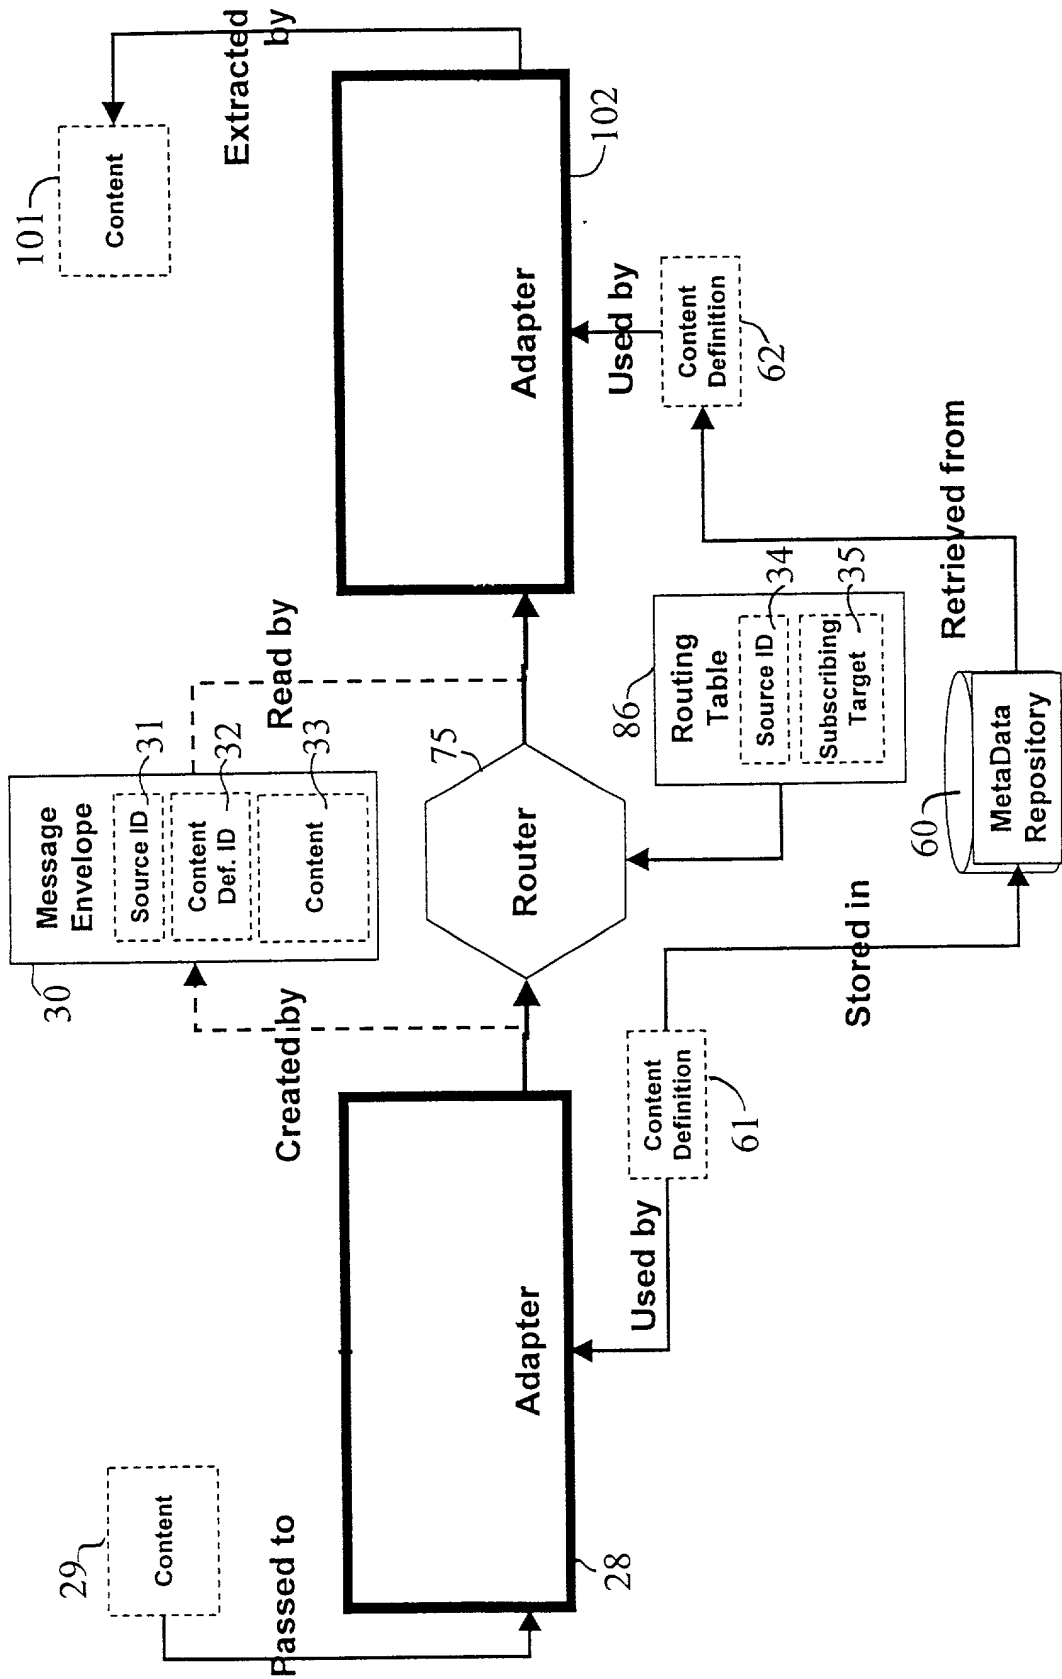 29
Content
Passed to
28
Adapter
Used by
Content
Definition
61
Stored in
60
MetaData
Repository
Retrieved from
Created by
30
Message
Envelope
Source ID
31
Content
Def. ID
32
Content
33
Read by
75
Router
86
Routing
Table
Source ID
34
Subscribing
Target
35
Adapter
102
Used by
Content
Definition
62
Extracted
by
101
Content